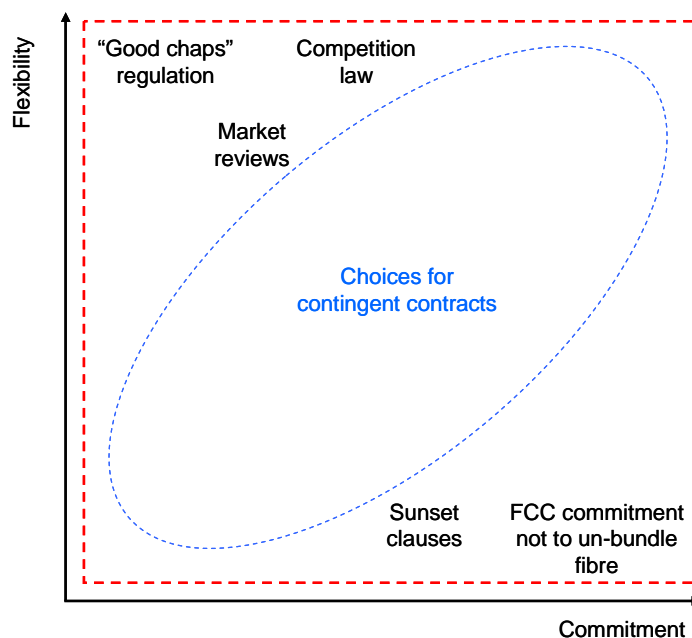 Flexibility
“Good chaps”
regulation
Competition
law
Market
reviews
Choices for
contingent contracts
Sunset
clauses
FCC commitment
not to un-bundle
fibre
Commitment